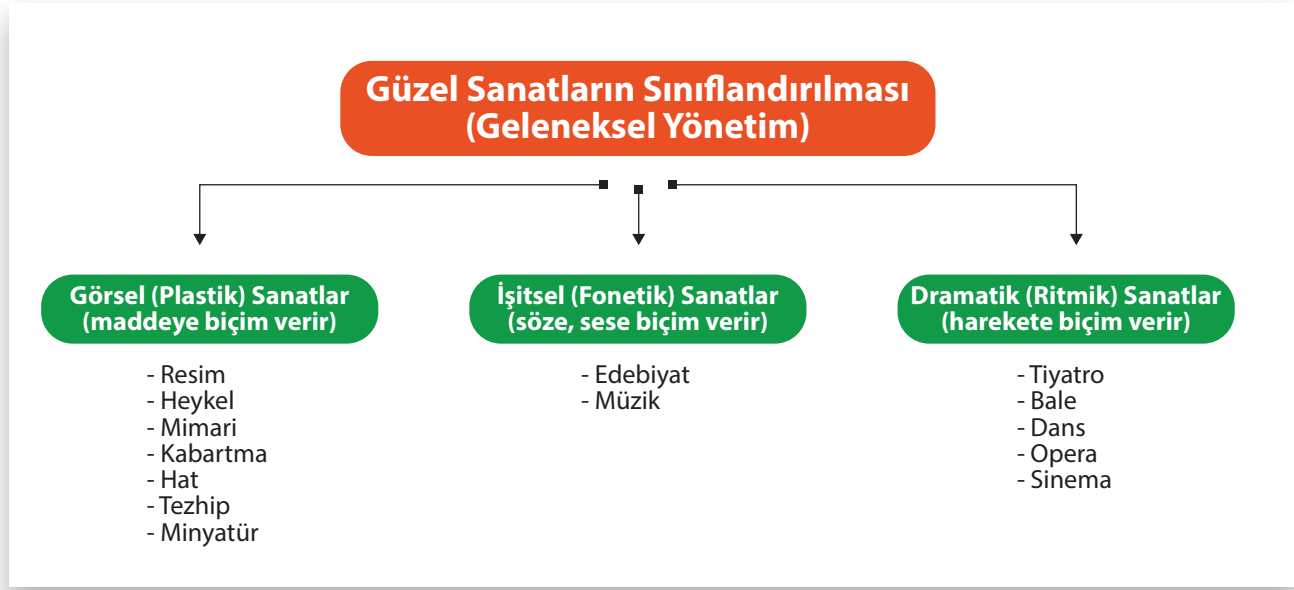 Güzel Sanatların Sınıflandırılması
(Geleneksel Yönetim)
Görsel (Plastik) Sanatlar
(maddeye biçim verir)
- Resim
- Heykel
- Mimari
- Kabartma
- Hat
- Tezhip
- Minyatür
İşitsel (Fonetik) Sanatlar
(söze, sese biçim verir)
- Edebiyat
- Müzik
Dramatik (Ritmik) Sanatlar
(harekete biçim verir)
- Tiyatro
- Bale
- Dans
- Opera
- Sinema